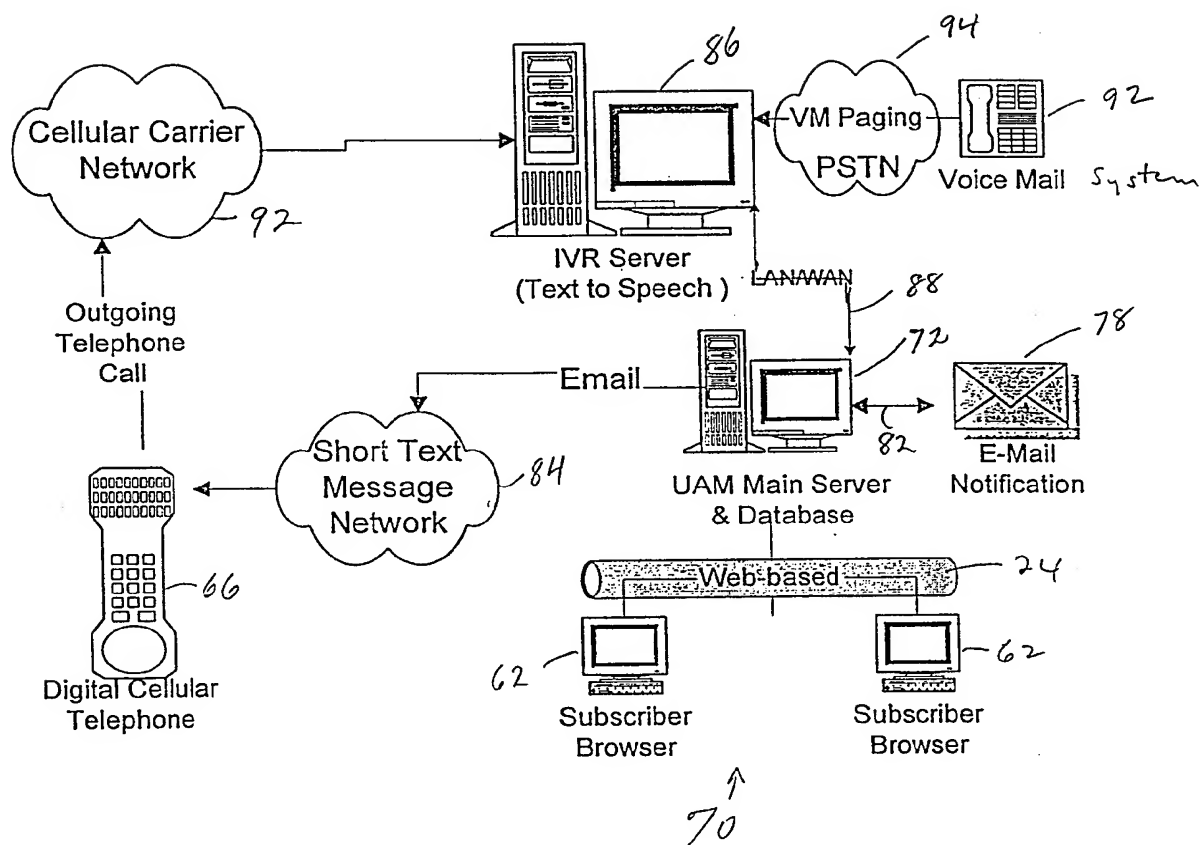 94
86
Cellular Carrier
Network
92
VM Paging
PSTN
92
Voice Mail System
IVR Server
(Text to Speech )
LAN/WAN
88
Outgoing
Telephone
Call
72
78
Email
82
E-Mail
Notification
Short Text
Message
Network
84
UAM Main Server
& Database
66
Web-based
24
62
62
Digital Cellular
Telephone
Subscriber
Browser
Subscriber
Browser
70